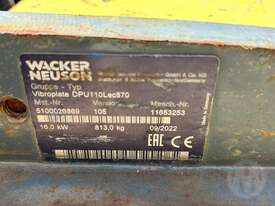 WACKER
NEUSON
Gruppe - Typ
Vibroplate DPU110Lec870
Mat.-Nr. Version Masch.-Nr.
5100026889 105 11653253
16,0 kW 813,0 kg 09/2022
EAC CE